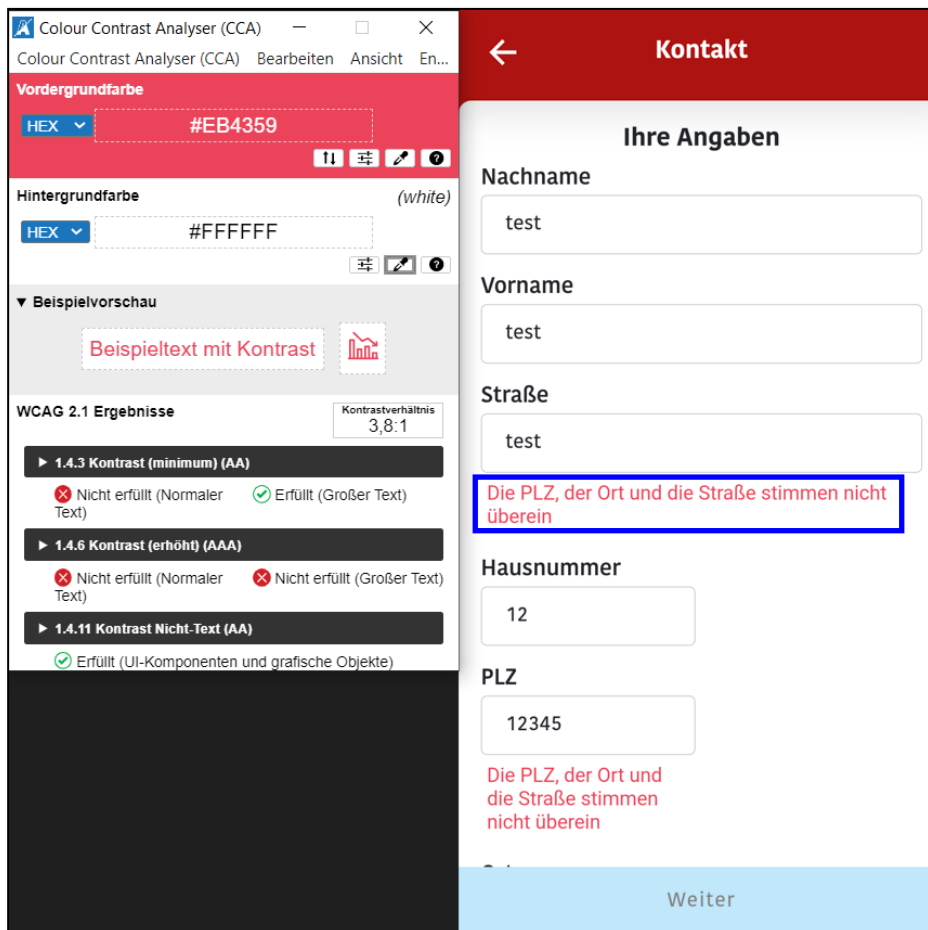 Colour Contrast Analyser (CCA)
Colour Contrast Analyser (CCA) Bearbeiten Ansicht En...
Vordergrundfarbe
HEX #EB4359
Hintergrundfarbe (white)
HEX #FFFFFF
▼ Beispielvorschau
Beispieltext mit Kontrast
WCAG 2.1 Ergebnisse
Kontrastverhältnis
3,8:1
▶ 1.4.3 Kontrast (minimum) (AA)
Nicht erfüllt (Normaler Text)
Erfüllt (Großer Text)
▶ 1.4.6 Kontrast (erhöht) (AAA)
Nicht erfüllt (Normaler Text)
Nicht erfüllt (Großer Text)
▶ 1.4.11 Kontrast Nicht-Text (AA)
Erfüllt (UI-Komponenten und grafische Objekte)
Kontakt
Ihre Angaben
Nachname
test
Vorname
test
Straße
test
Die PLZ, der Ort und die Straße stimmen nicht
überein
Hausnummer
12
PLZ
12345
Die PLZ, der Ort und
die Straße stimmen
nicht überein
Weiter